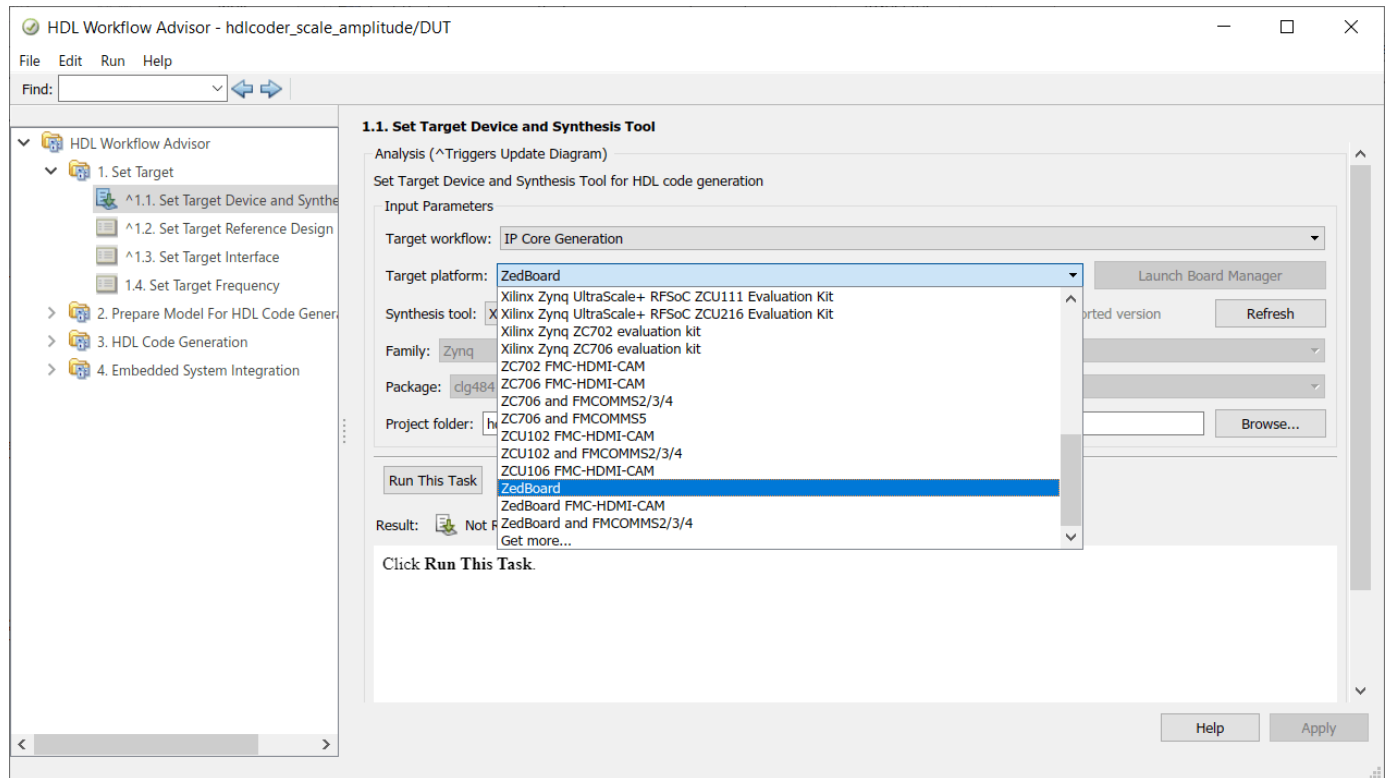 HDL Workflow Advisor - hdlcoder_scale_amplitude/DUT
File Edit Run Help
Find:
HDL Workflow Advisor
1. Set Target
^1.1. Set Target Device and Synthe
^1.2. Set Target Reference Design
^1.3. Set Target Interface
1.4. Set Target Frequency
2. Prepare Model For HDL Code Gener
3. HDL Code Generation
4. Embedded System Integration
1.1. Set Target Device and Synthesis Tool
Analysis (^Triggers Update Diagram)
Set Target Device and Synthesis Tool for HDL code generation
Input Parameters
Target workflow: IP Core Generation
Target platform: ZedBoard Launch Board Manager
Synthesis tool: X orted version Refresh
Family: Zynq
Package: clg484
Project folder: h Browse...
Xilinx Zynq UltraScale+ RFSoC ZCU111 Evaluation Kit
Xilinx Zynq UltraScale+ RFSoC ZCU216 Evaluation Kit
Xilinx Zynq ZC702 evaluation kit
Xilinx Zynq ZC706 evaluation kit
ZC702 FMC-HDMI-CAM
ZC706 FMC-HDMI-CAM
ZC706 and FMCOMMS2/3/4
ZC706 and FMCOMMS5
ZCU102 FMC-HDMI-CAM
ZCU102 and FMCOMMS2/3/4
ZCU106 FMC-HDMI-CAM
ZedBoard
ZedBoard FMC-HDMI-CAM
ZedBoard and FMCOMMS2/3/4
Get more...
Run This Task
Result: Not
Click Run This Task.
Help Apply